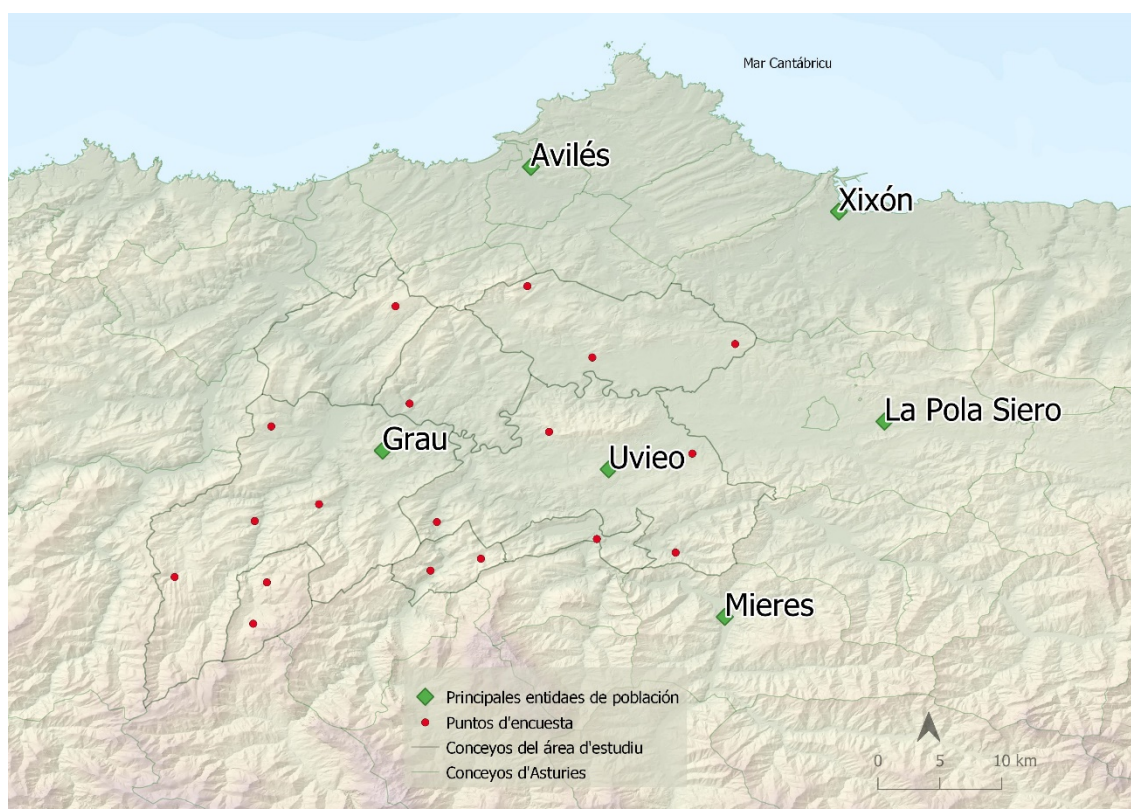 Mar Cantábricu
Avilés
Xixón
La Pola Siero
Grau
Uvieo
Mieres
Principales entidaes de población
Puntos d'encuesta
Conceyos del área d'estudiu
Conceyos d'Asturies
0 5 10 km